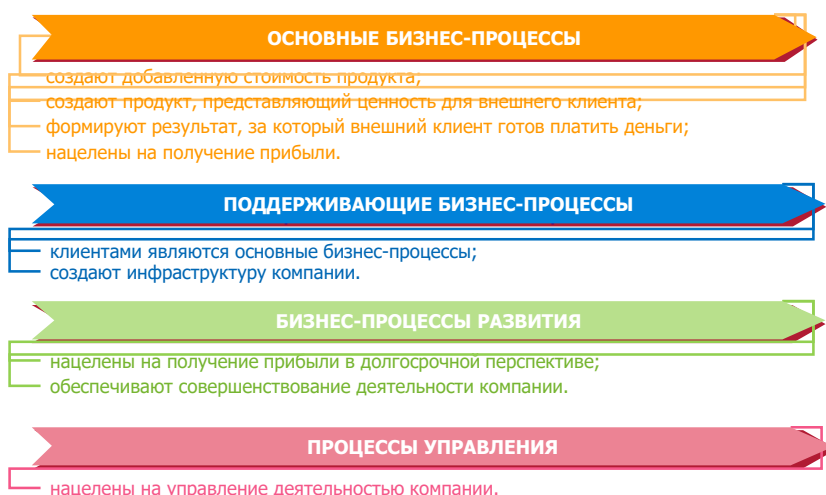 ОСНОВНЫЕ БИЗНЕС-ПРОЦЕССЫ
создают добавленную стоимость продукта;
создают продукт, представляющий ценность для внешнего клиента;
формируют результат, за который внешний клиент готов платить деньги;
нацелены на получение прибыли.
ПОДДЕРЖИВАЮЩИЕ БИЗНЕС-ПРОЦЕССЫ
клиентами являются основные бизнес-процессы;
создают инфраструктуру компании.
БИЗНЕС-ПРОЦЕССЫ РАЗВИТИЯ
нацелены на получение прибыли в долгосрочной перспективе;
обеспечивают совершенствование деятельности компании.
ПРОЦЕССЫ УПРАВЛЕНИЯ
нацелены на управление деятельностью компании.